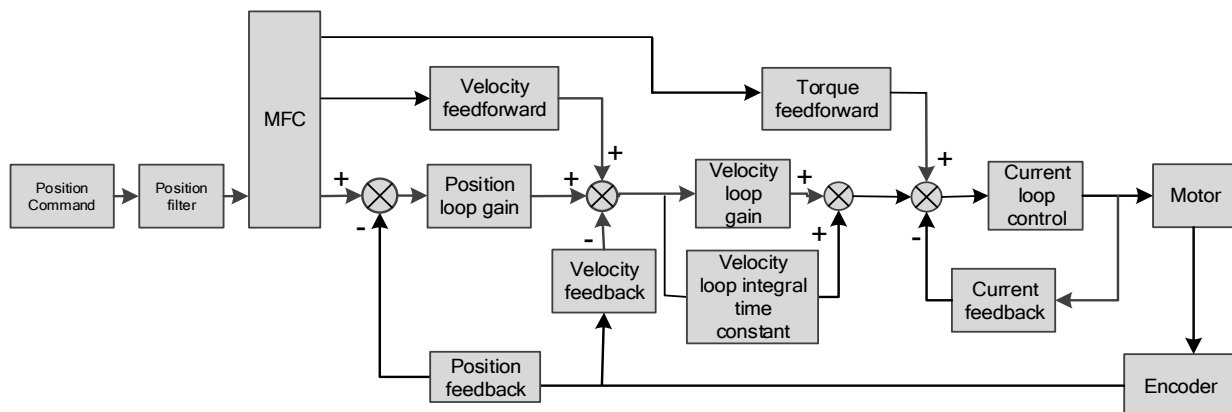 MFC
Velocity
feedforward
Torque
feedforward
+
+
Position
Command
Position
filter
+
-
Position
loop gain
+
-
Velocity
loop
gain
+
+
-
Current
loop
control
Motor
Velocity
feedback
Velocity
loop integral
time
constant
Current
feedback
Position
feedback
Encoder